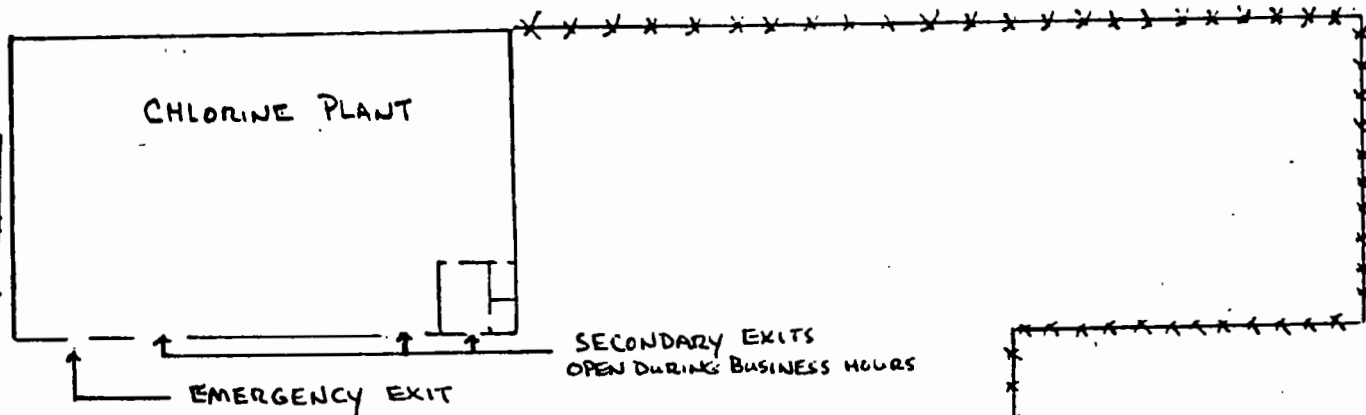 CHLORINE PLANT
SECONDARY EXITS
OPEN DURING BUSINESS HOURS
EMERGENCY EXIT